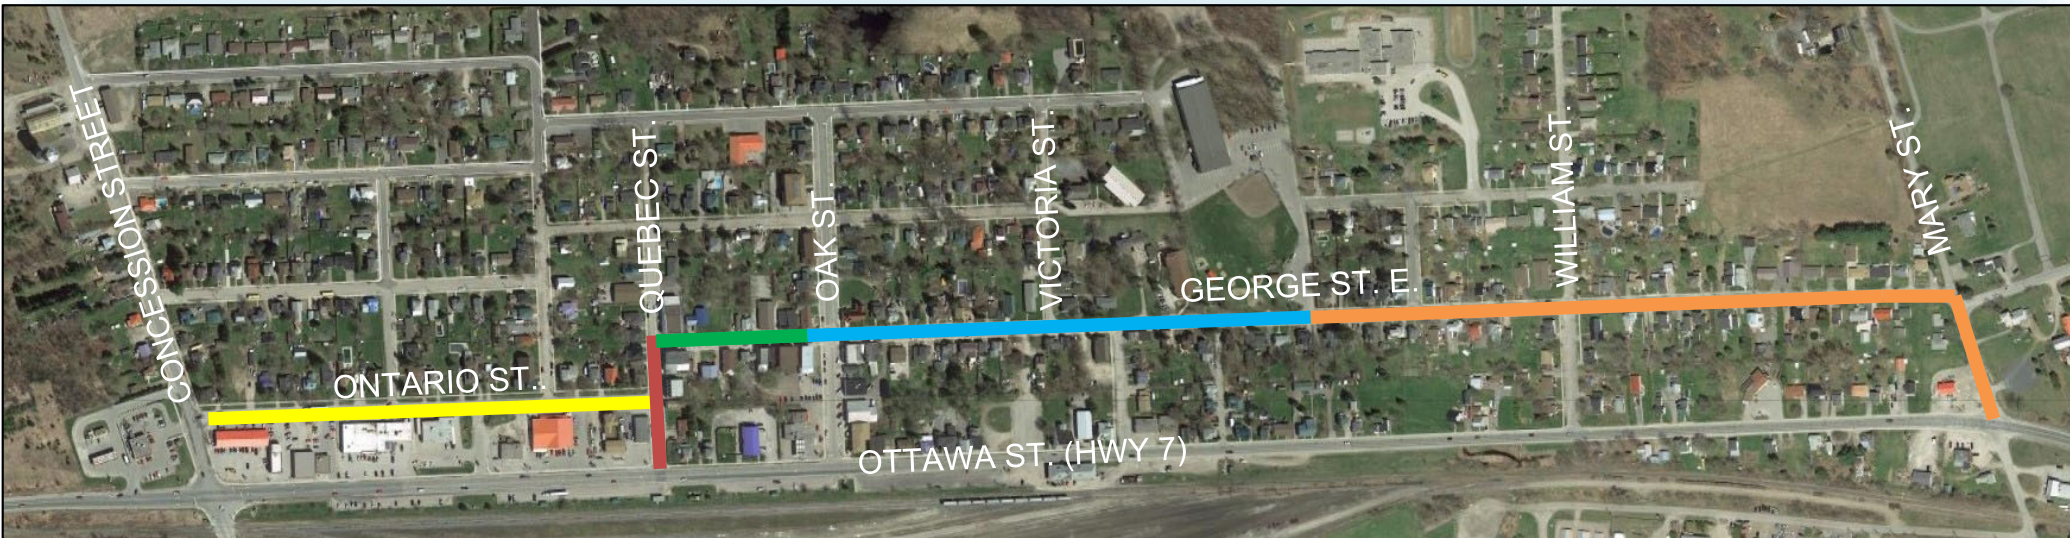 CONCESSION STREET
ONTARIO ST..
QUEBEC ST.
OAK ST.
VICTORIA ST.
GEORGE ST. E.
WILLIAM ST.
MARY ST.
OTTAWA ST. (HWY 7)